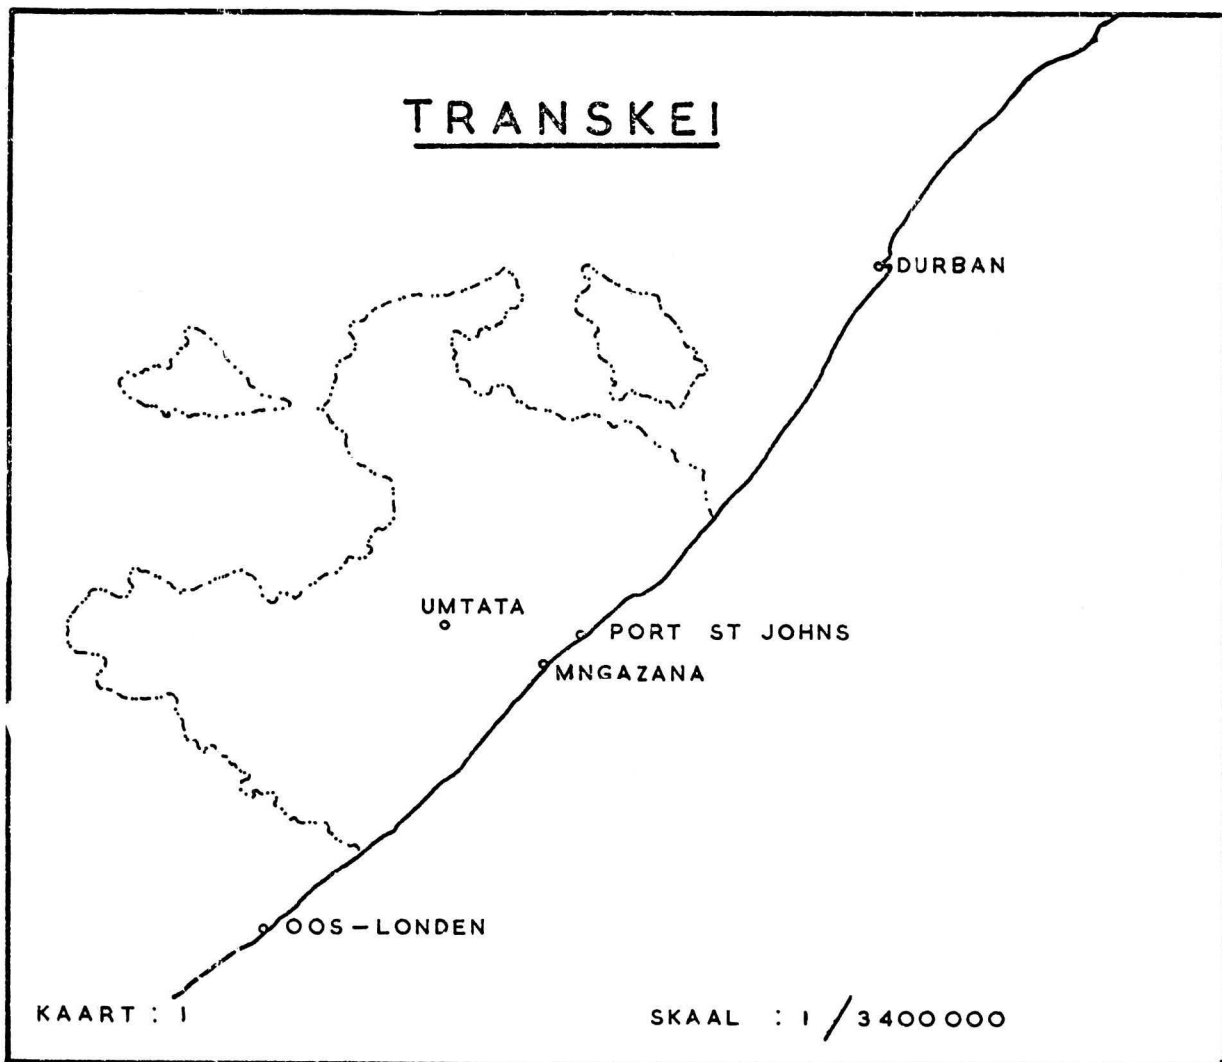 TRANSKEI
DURBAN
UMTATA
PORT ST JOHNS
MNGAZANA
OOS-LONDEN
KAART : 1
SKAAL : 1/3400000